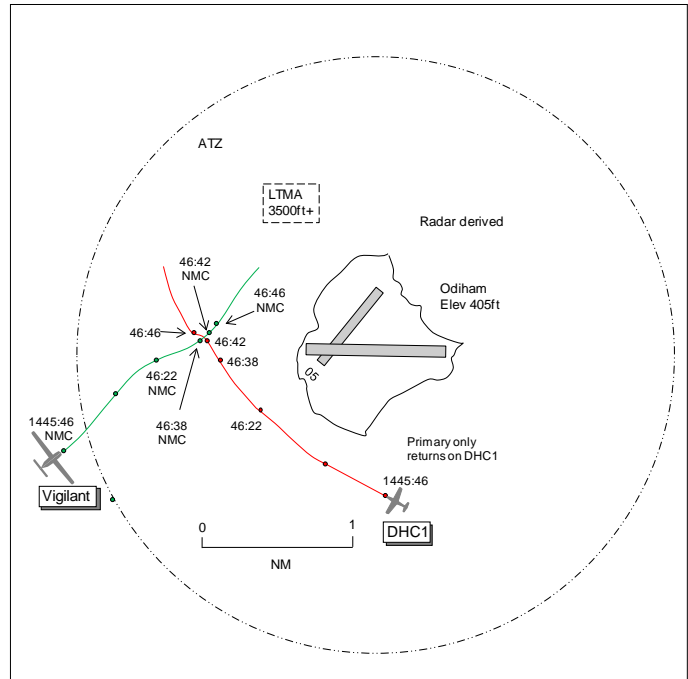 ATZ
LTMA
3500ft+
Radar derived
46:42
NMC
Odiham
Elev 405ft
46:46
NMC
46:46
46:42
46:38
46:22
NMC
05
1445:46
NMC
46:38
NMC
46:22
Primary only
returns on DHC1
1445:46
Vigilant
DHC1
0
1
NM